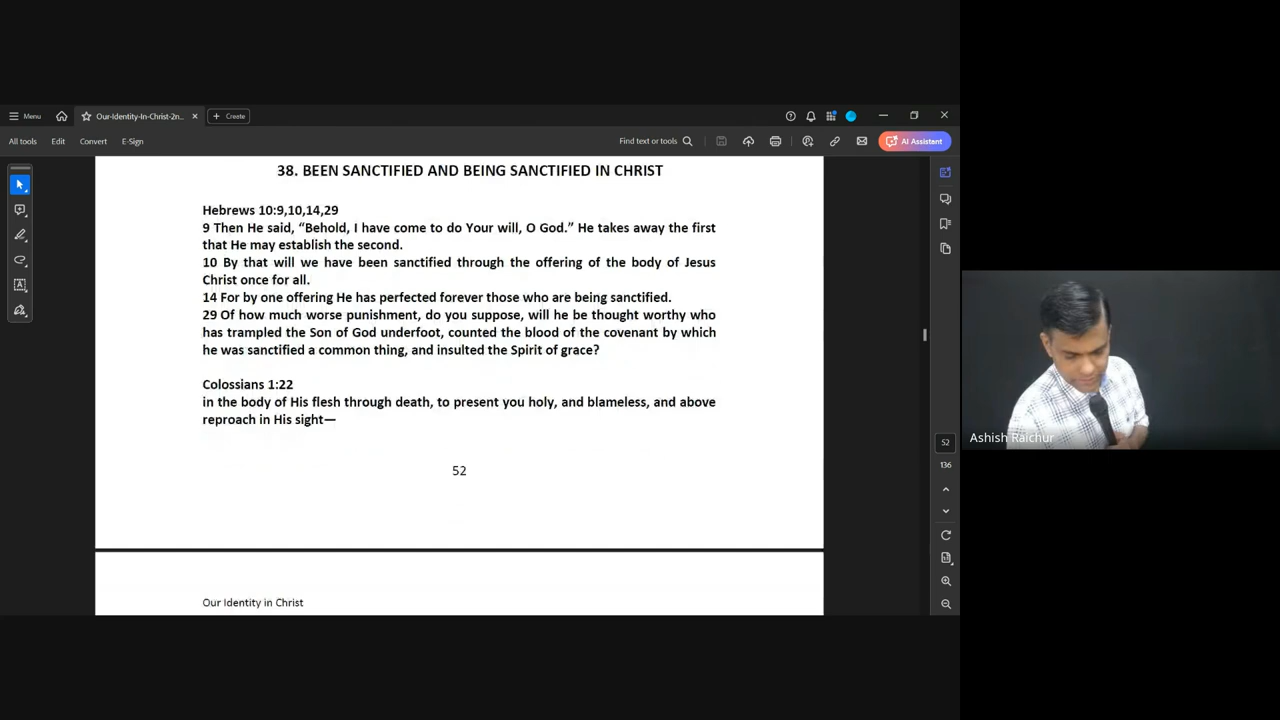 Menu
Our-Identity-In-Christ-2n...
Create
All tools
Edit
Convert
E-Sign
Find text or tools
AI Assistant
38. BEEN SANCTIFIED AND BEING SANCTIFIED IN CHRIST
Hebrews 10:9,10,14,29
9 Then He said, “Behold, I have come to do Your will, O God.” He takes away the first
that He may establish the second.
10 By that will we have been sanctified through the offering of the body of Jesus
Christ once for all.
14 For by one offering He has perfected forever those who are being sanctified.
29 Of how much worse punishment, do you suppose, will he be thought worthy who
has trampled the Son of God underfoot, counted the blood of the covenant by which
he was sanctified a common thing, and insulted the Spirit of grace?
Colossians 1:22
in the body of His flesh through death, to present you holy, and blameless, and above
reproach in His sight—
52
Our Identity in Christ
52
136
Ashish Raichur